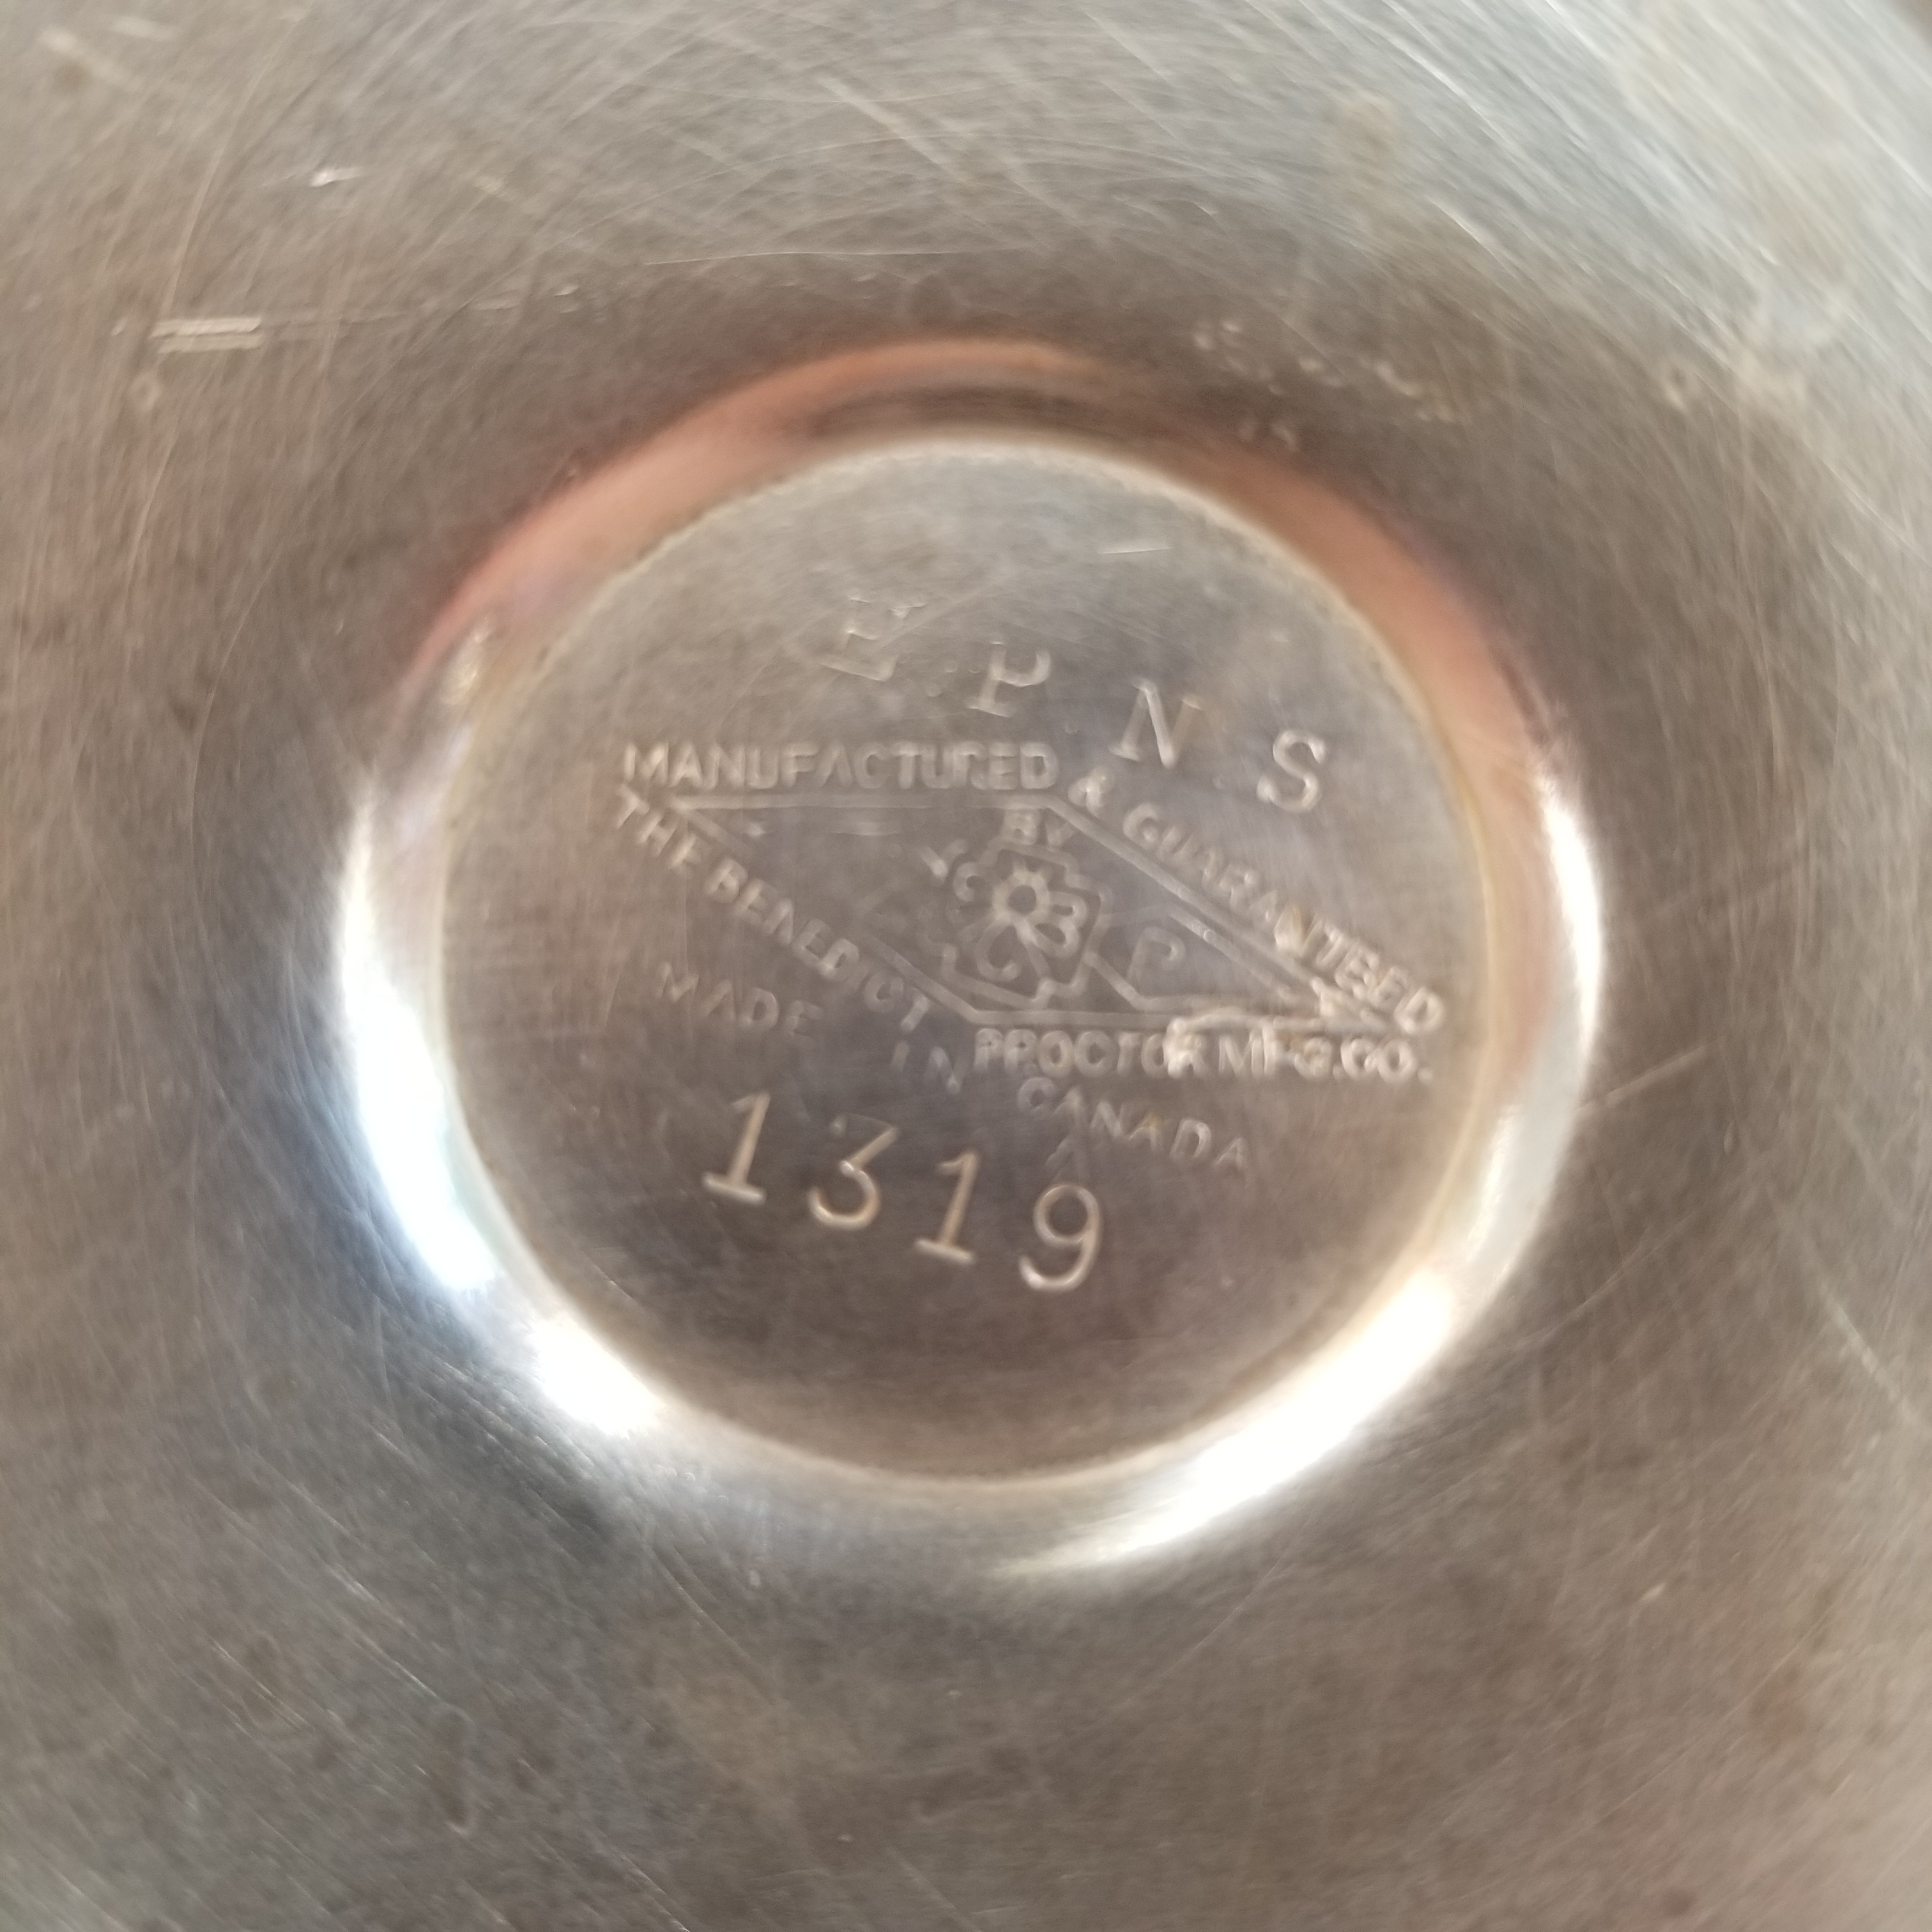 E P N S
MANUFACTURED & GUARANTEED
BY
P
THE BENEDICT PROCTOR MFG.CO.
MADE IN CANADA
1319